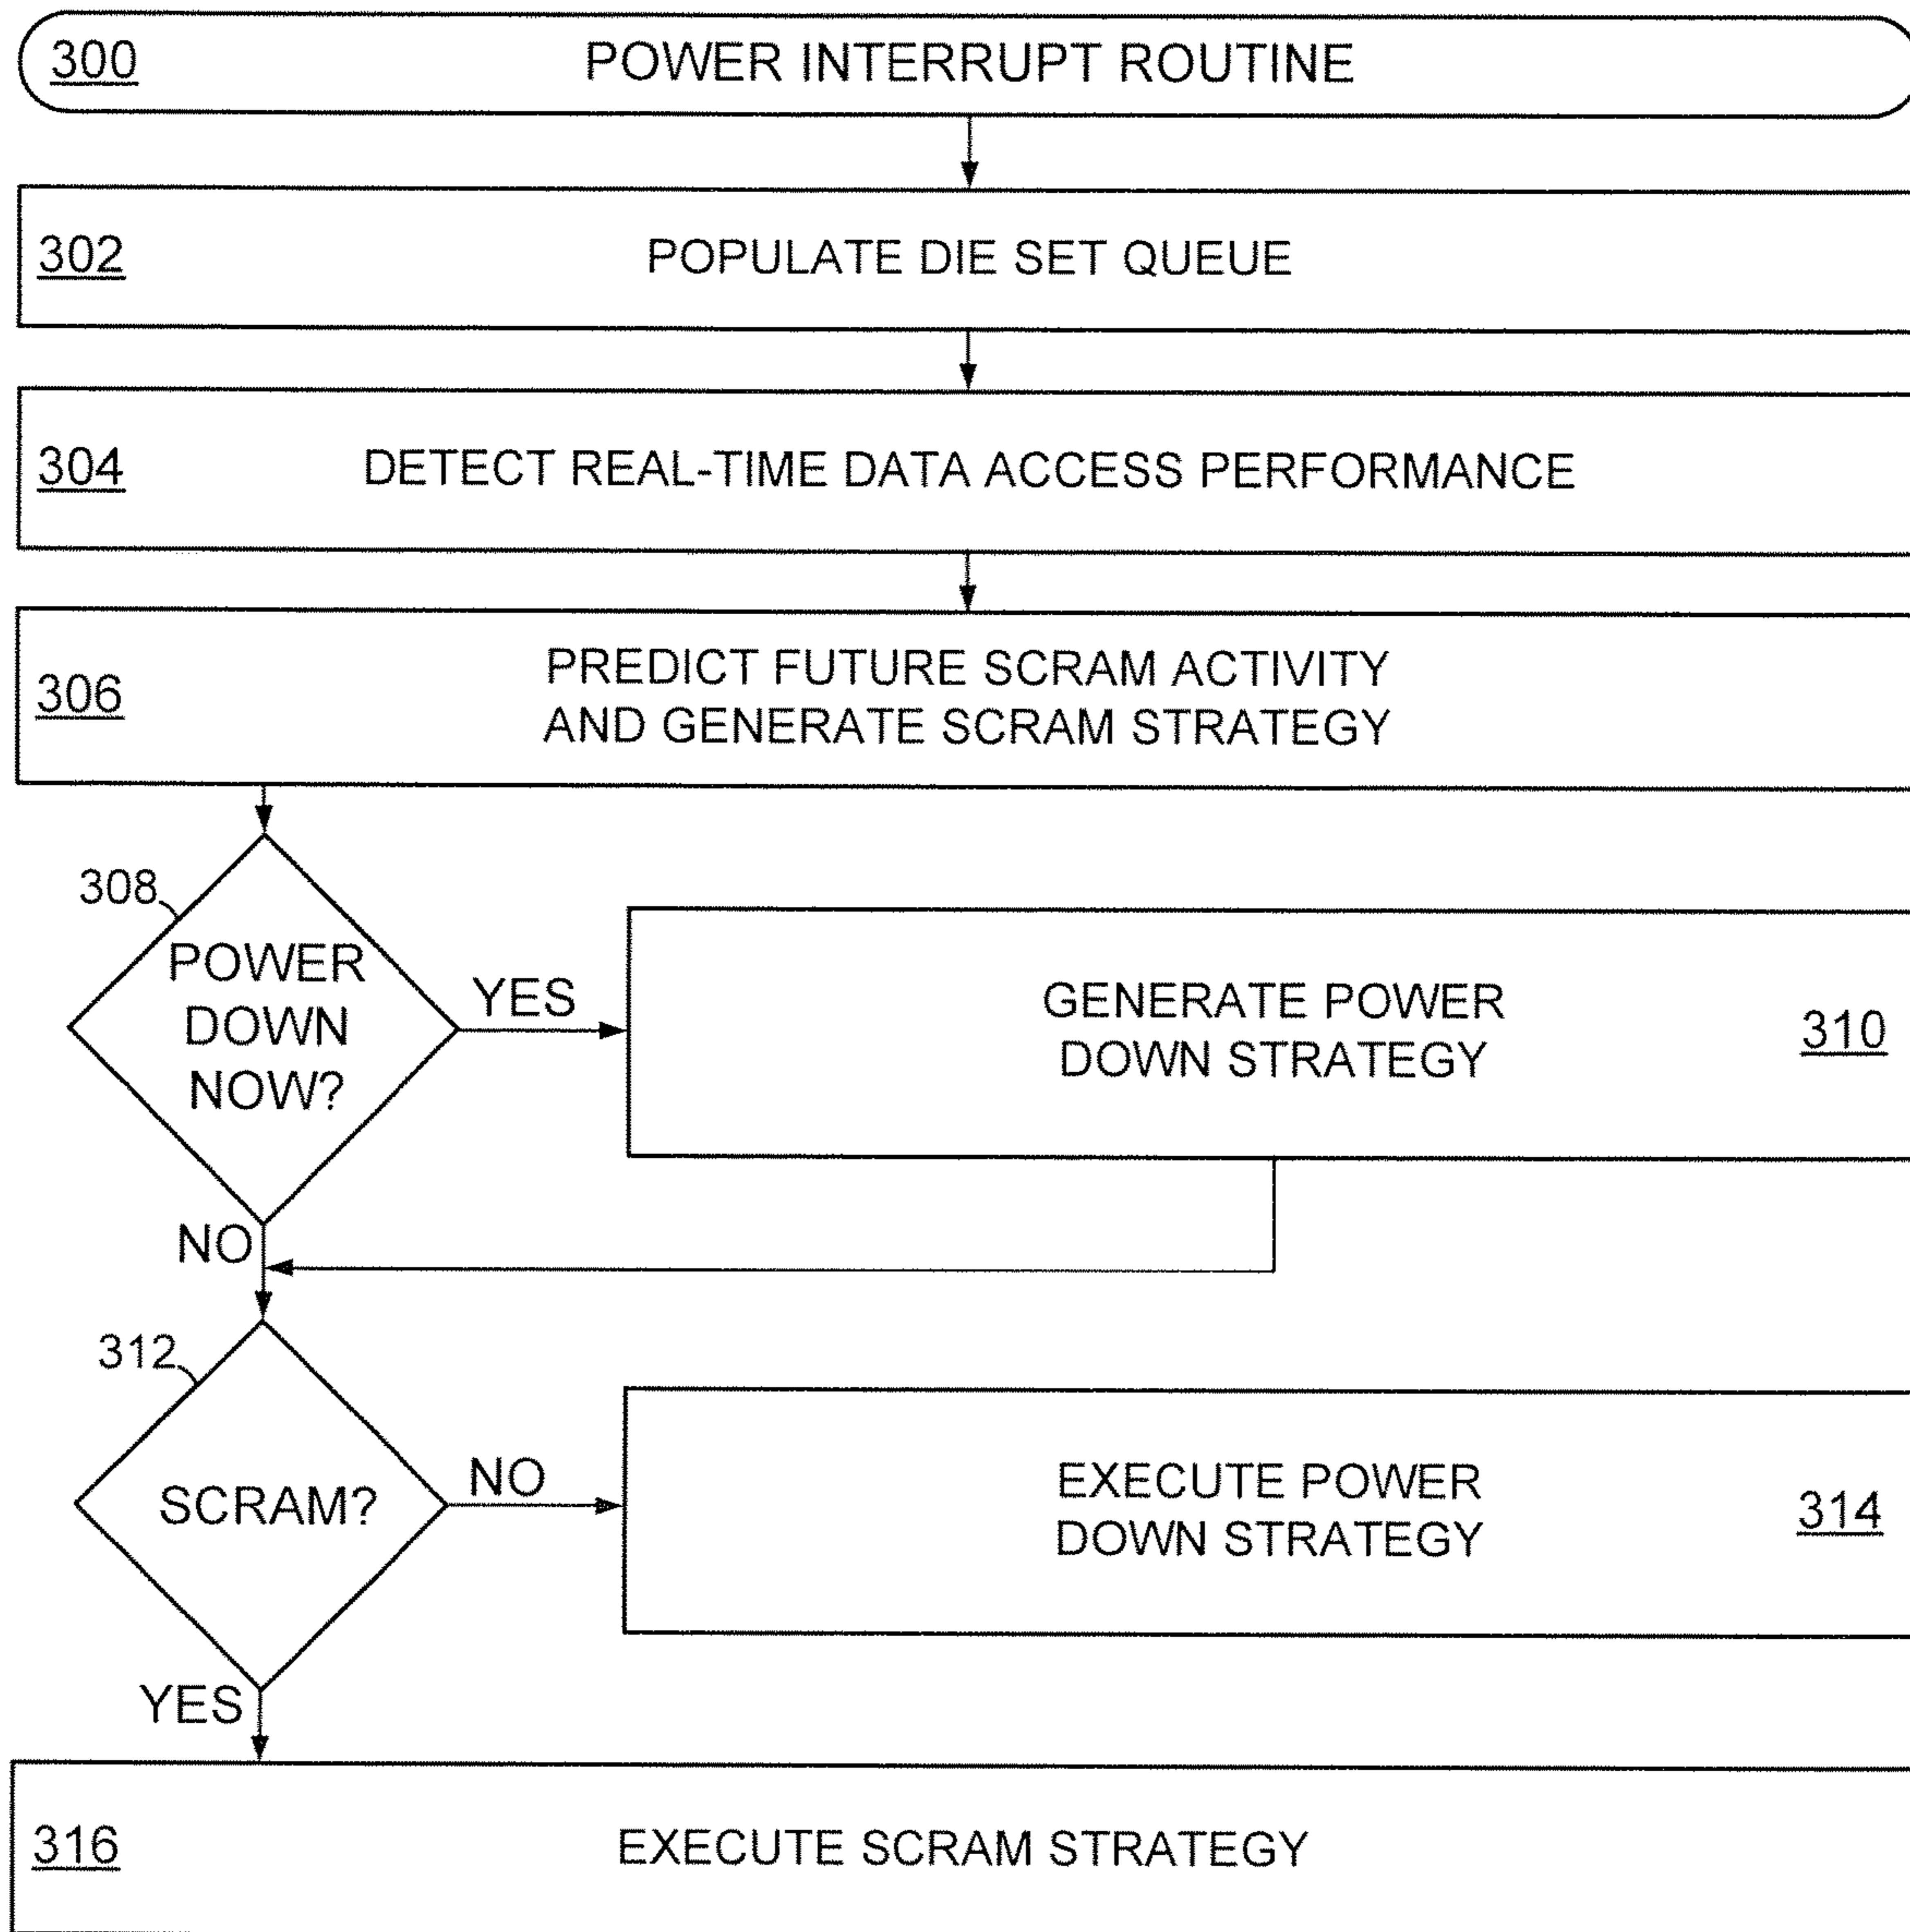 300 POWER INTERRUPT ROUTINE
302 POPULATE DIE SET QUEUE
304 DETECT REAL-TIME DATA ACCESS PERFORMANCE
306 PREDICT FUTURE SCRAM ACTIVITY
AND GENERATE SCRAM STRATEGY
308
POWER
DOWN
NOW?
YES
GENERATE POWER
DOWN STRATEGY
310
NO
312
SCRAM?
NO
EXECUTE POWER
DOWN STRATEGY
314
YES
316 EXECUTE SCRAM STRATEGY